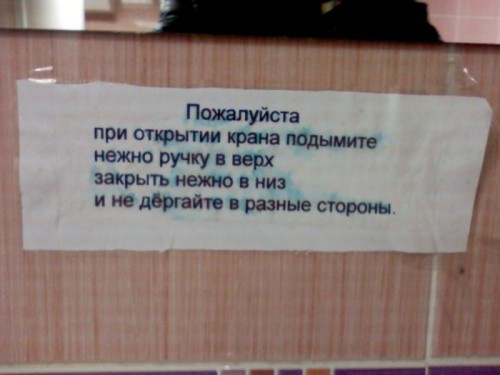 Пожалуйста
при открытии крана подымите
нежно ручку в верх
закрыть нежно в низ
и не дёргайте в разные стороны.